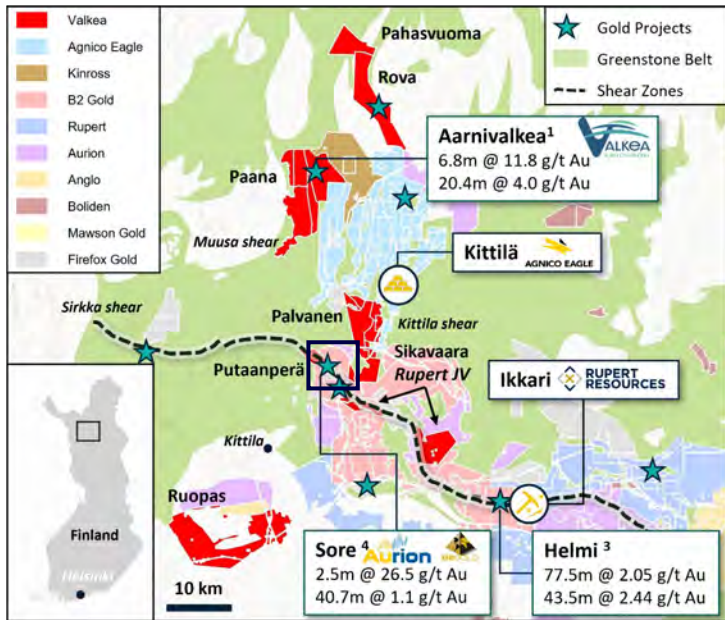 Valkea
Agnico Eagle
Kinross
B2 Gold
Rupert
Aurion
Anglo
Boliden
Mawson Gold
Firefox Gold
Gold Projects
Greenstone Belt
Shear Zones
Pahasvuoma
Rova
Aarnivalkea¹
VALKEA
6.8m @ 11.8 g/t Au
20.4m @ 4.0 g/t Au
Paana
Muusa shear
Kittilä
AGNICO EAGLE
Sirkka shear
Palvanen
Kittila shear
Putaanperä
Sikavaara
Rupert JV
Ikkari
RUPERT
RESOURCES
Kittila
Ruopas
Finland
Helsinki
10 km
Sore ⁴
Aurion
2.5m @ 26.5 g/t Au
40.7m @ 1.1 g/t Au
Helmi ³
77.5m @ 2.05 g/t Au
43.5m @ 2.44 g/t Au